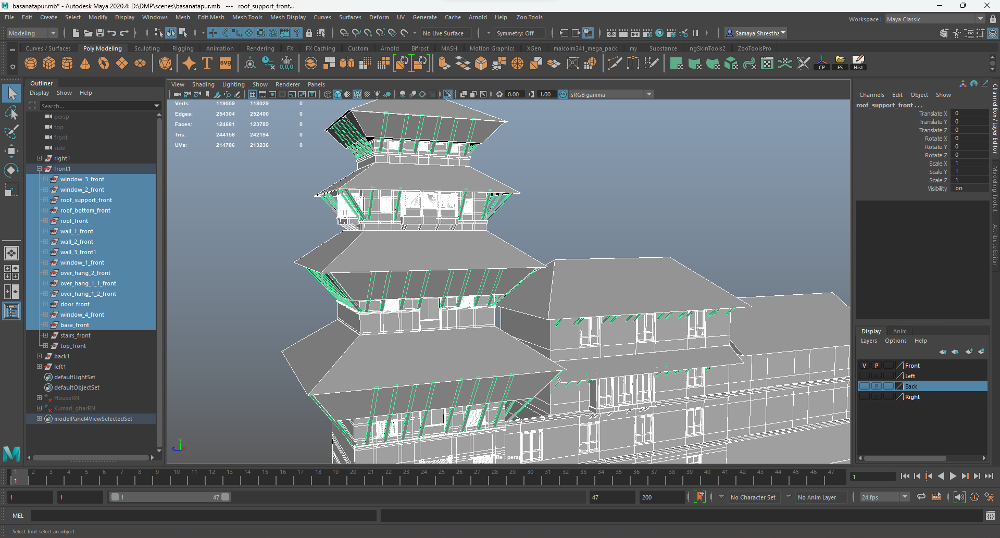 basanatapur.mb* - Autodesk Maya 2020.4: D:\DMP\scenes\basanatapur.mb   ---   roof_support_front...
File Edit Create Select Modify Display Windows Mesh Edit Mesh Mesh Tools Mesh Display Curves Surfaces Deform UV Generate Cache Arnold Help Zoo Tools
Workspace : Maya Classic
Modeling No Live Surface Symmetry: Off IPR Samaya Shrestha
Curves / Surfaces Poly Modeling Sculpting Rigging Animation Rendering FX FX Caching Custom Arnold Bifrost MASH Motion Graphics XGen malcolm341_mega_pack my Substance ngSkinTools2 ZooToolsPro
T svg 0,0,0 CP ES Hist
Outliner
Display Show Help
Search...
persp
top
front
side
right1
front1
window_3_front
window_2_front
roof_support_front
roof_bottom_front
roof_front
wall_1_front
wall_2_front
wall_3_front1
window_1_front
over_hang_2_front
over_hang_1_1_front
over_hang_1_2_front
door_front
window_4_front
base_front
stairs_front
top_front
back1
left1
defaultLightSet
defaultObjectSet
HouseRN
Kumari_gharRN
modelPanel4ViewSelectedSet
View Shading Lighting Show Renderer Panels
0.00 1.00 ON sRGB gamma
Verts: 119059 118029 0
Edges: 254304 252400 0
Faces: 124681 123789 0
Tris: 244158 242194 0
UVs: 214786 213236 0
y
z x
persp
Channels Edit Object Show
roof_support_front . . .
Translate X 0
Translate Y 0
Translate Z 0
Rotate X 0
Rotate Y 0
Rotate Z 0
Scale X 1
Scale Y 1
Scale Z 1
Visibility on
Channel Box / Layer Editor
Modeling Toolkit
Attribute Editor
Display Anim
Layers Options Help
V P Front
P Left
P Back
P Right
1 2 3 4 5 6 7 8 9 10 11 12 13 14 15 16 17 18 19 20 21 22 23 24 25 26 27 28 29 30 31 32 33 34 35 36 37 38 39 40 41 42 43 44 45 46 47
1 1
1 1 1 47 47 200 No Character Set No Anim Layer 24 fps
MEL
Select Tool: select an object